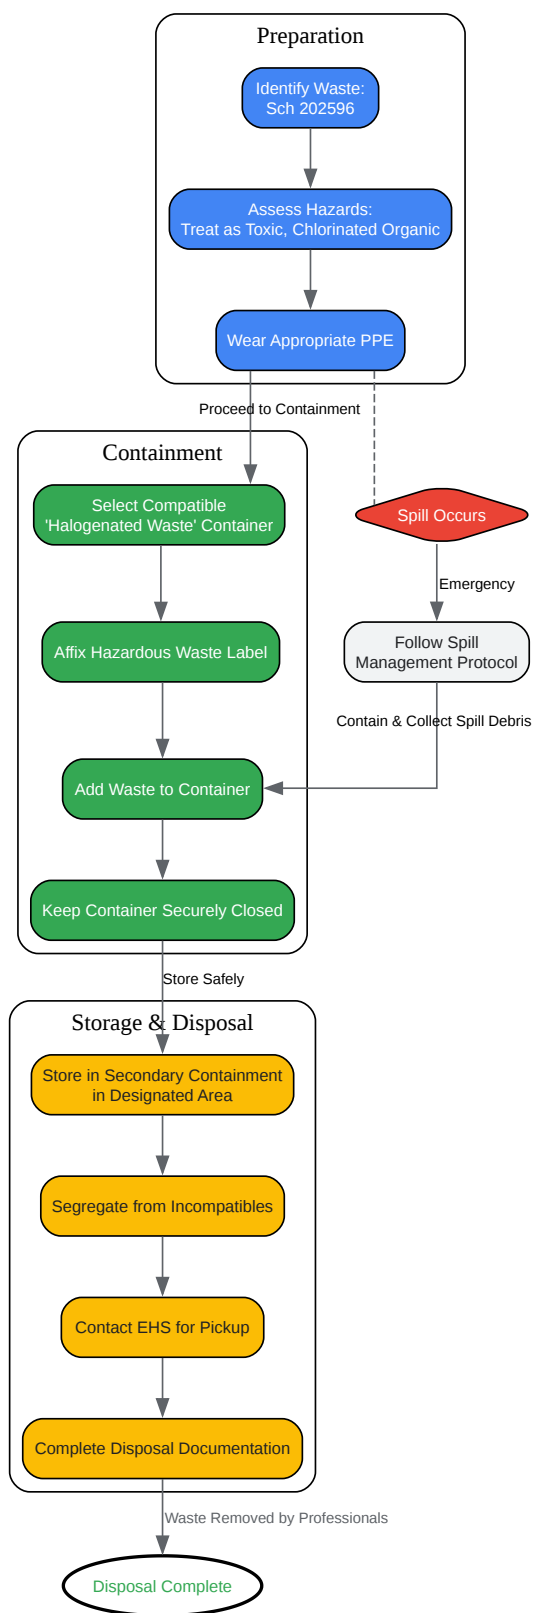 Preparation
Identify Waste:
Sch 202596
Assess Hazards:
Treat as Toxic, Chlorinated Organic
Wear Appropriate PPE
Proceed to Containment
Containment
Select Compatible
'Halogenated Waste' Container
Spill Occurs
Emergency
Affix Hazardous Waste Label
Follow Spill
Management Protocol
Contain & Collect Spill Debris
Add Waste to Container
Keep Container Securely Closed
Store Safely
Storage & Disposal
Store in Secondary Containment
in Designated Area
Segregate from Incompatibles
Contact EHS for Pickup
Complete Disposal Documentation
Waste Removed by Professionals
Disposal Complete